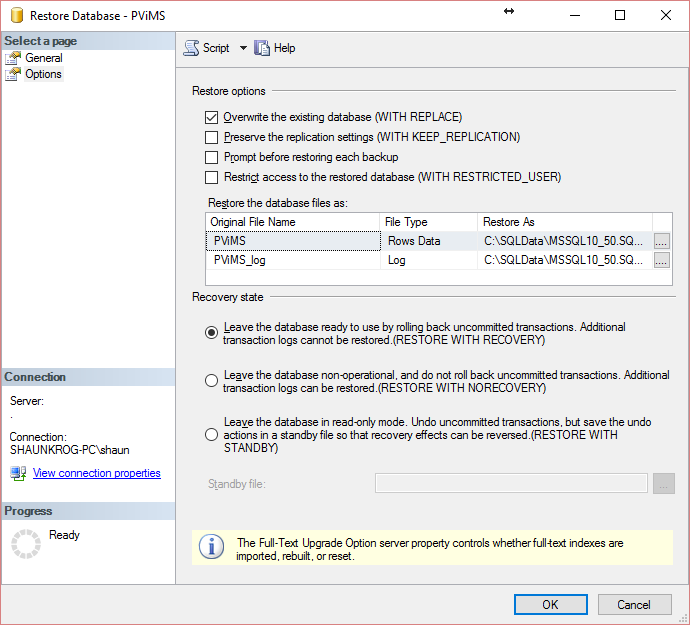 Restore Database - PViMS
Select a page
General
Options
Script
Help
Restore options
Overwrite the existing database (WITH REPLACE)
Preserve the replication settings (WITH KEEP_REPLICATION)
Prompt before restoring each backup
Restrict access to the restored database (WITH RESTRICTED_USER)
Restore the database files as:
Original File Name File Type Restore As
PViMS Rows Data C:\SQLData\MSSQL10_50.SQ... ....
PViMS_log Log C:\SQLData\MSSQL10_50.SQ... ....
Recovery state
Leave the database ready to use by rolling back uncommitted transactions. Additional
transaction logs cannot be restored.(RESTORE WITH RECOVERY)
Leave the database non-operational, and do not roll back uncommitted transactions. Additional
transaction logs can be restored.(RESTORE WITH NORECOVERY)
Leave the database in read-only mode. Undo uncommitted transactions, but save the undo
actions in a standby file so that recovery effects can be reversed.(RESTORE WITH
STANDBY)
Standby file:
...
Connection
Server:
.
Connection:
SHAUNKROG-PC\shaun
View connection properties
Progress
Ready
The Full-Text Upgrade Option server property controls whether full-text indexes are
imported, rebuilt, or reset.
OK
Cancel